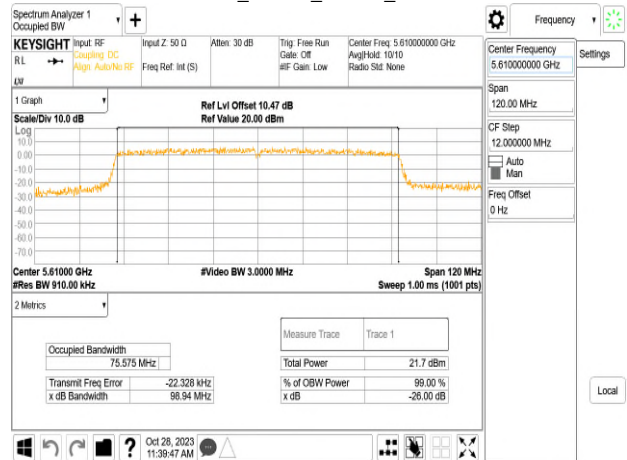 Spectrum Analyzer 1
Occupied BW
Frequency
KEYSIGHT Input: RF Input Z: 50 Ω Atten: 30 dB Trig: Free Run Center Freq: 5.610000000 GHz
RL Coupling: DC Gate: Off Avg|Hold: 10/10
Align: Auto/No RF Freq Ref: Int (S) #IF Gain: Low Radio Std: None
LXI
Center Frequency
5.610000000 GHz
Settings
Span
120.00 MHz
CF Step
12.000000 MHz
Auto
Man
Freq Offset
0 Hz
1 Graph
Ref Lvl Offset 10.47 dB
Scale/Div 10.0 dB Ref Value 20.00 dBm
Log
10.0
0.00
-10.0
-20.0
-30.0
-40.0
-50.0
-60.0
-70.0
Center 5.61000 GHz #Video BW 3.0000 MHz Span 120 MHz
#Res BW 910.00 kHz Sweep 1.00 ms (1001 pts)
2 Metrics
Measure Trace Trace 1
Occupied Bandwidth
75.575 MHz
Total Power 21.7 dBm
Transmit Freq Error -22.328 kHz % of OBW Power 99.00 %
x dB Bandwidth 98.94 MHz x dB -26.00 dB
Local
Oct 28, 2023
11:39:47 AM